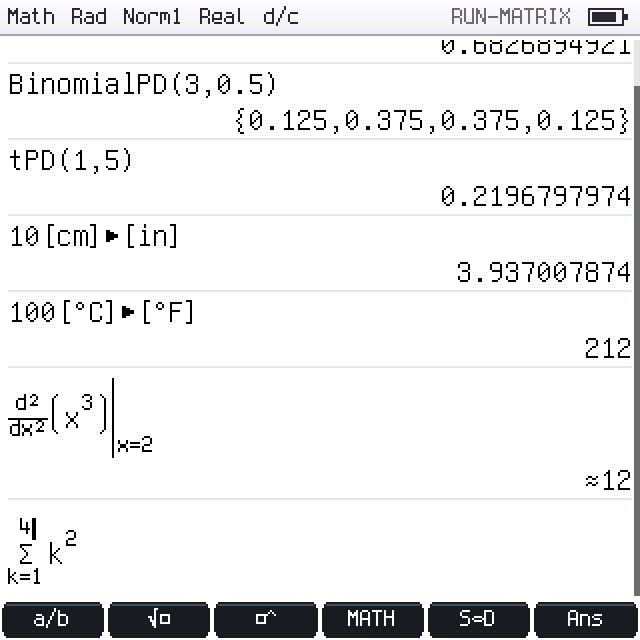 Math Rad Norm1 Real d/c RUN-MATRIX
0.6826894921
BinomialPD(3,0.5)
{0.125,0.375,0.375,0.125}
tPD(1,5)
0.2196797974
10[cm]▶[in]
3.937007874
100[°C]▶[°F]
212
d²/dx²(x³)|x=2
≈12
4
Σ k²
k=1
a/b √□ □^ MATH S⇔D Ans